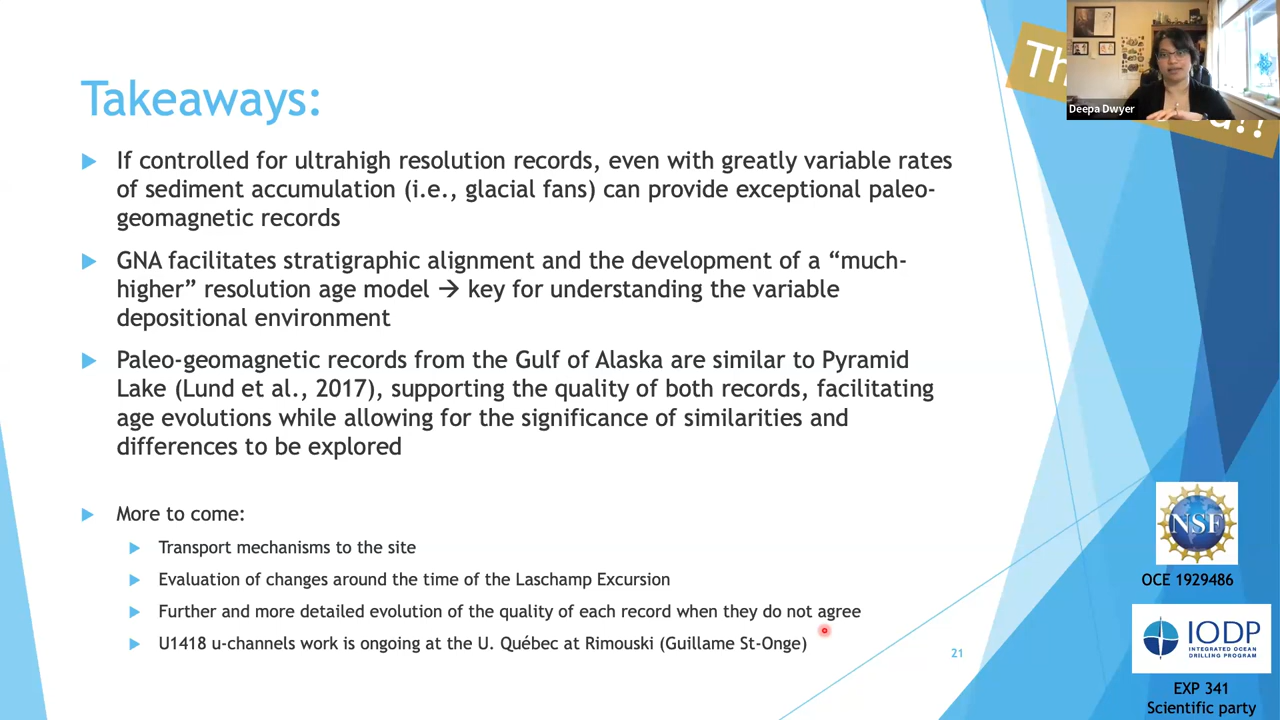 Takeaways:
If controlled for ultrahigh resolution records, even with greatly variable rates
of sediment accumulation (i.e., glacial fans) can provide exceptional paleo-
geomagnetic records
GNA facilitates stratigraphic alignment and the development of a “much-
higher” resolution age model → key for understanding the variable
depositional environment
Paleo-geomagnetic records from the Gulf of Alaska are similar to Pyramid
Lake (Lund et al., 2017), supporting the quality of both records, facilitating
age evolutions while allowing for the significance of similarities and
differences to be explored
More to come:
Transport mechanisms to the site
Evaluation of changes around the time of the Laschamp Excursion
Further and more detailed evolution of the quality of each record when they do not agree
U1418 u-channels work is ongoing at the U. Québec at Rimouski (Guillame St-Onge)
21
Deepa Dwyer
NSF
OCE 1929486
IODP
INTEGRATED OCEAN
DRILLING PROGRAM
EXP 341
Scientific party